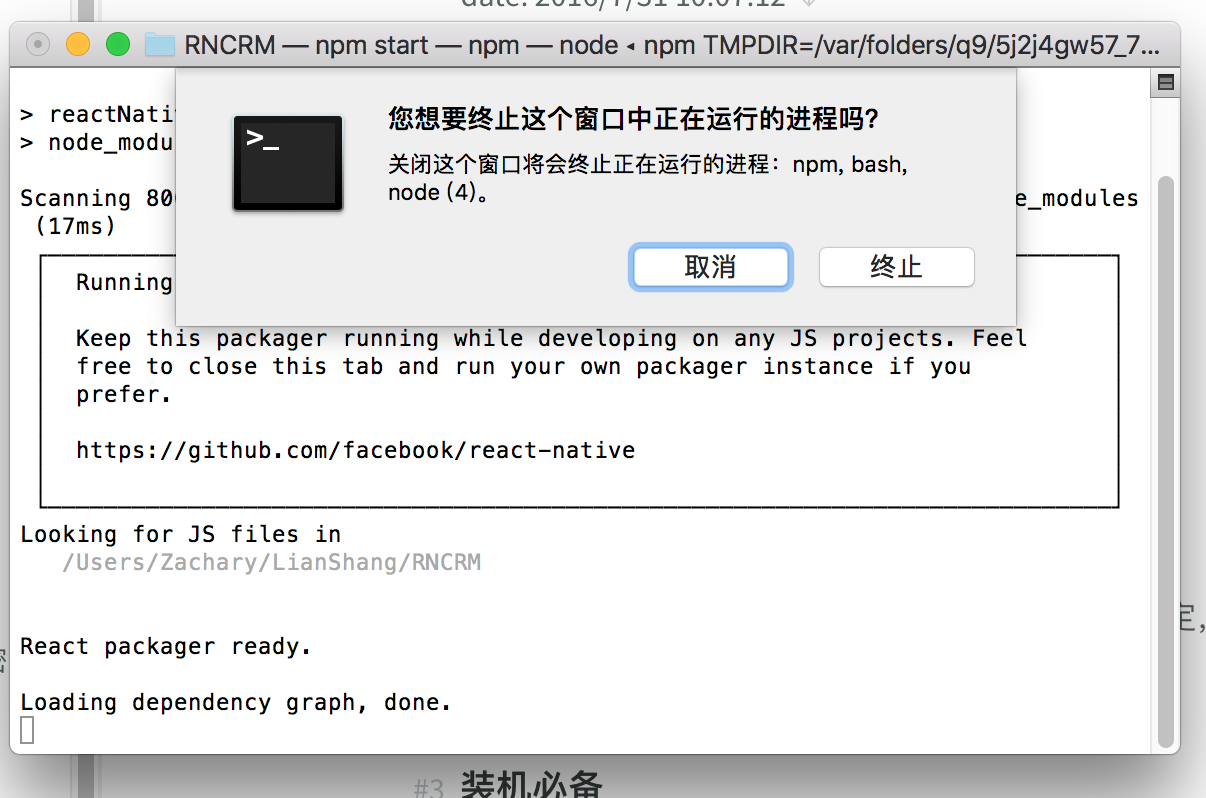 date: 2016/7/31 10:07:12
RNCRM — npm start — npm — node ◂ npm TMPDIR=/var/folders/q9/5j2j4gw57_7...
您想要终止这个窗口中正在运行的进程吗?
关闭这个窗口将会终止正在运行的进程：npm, bash,
node (4)。
取消 终止
>_
> reactNati
> node_modu
Scanning 80
e_modules
(17ms)
Running
Keep this packager running while developing on any JS projects. Feel
free to close this tab and run your own packager instance if you
prefer.
https://github.com/facebook/react-native
Looking for JS files in
/Users/Zachary/LianShang/RNCRM
React packager ready.
Loading dependency graph, done.
#3 装机必备